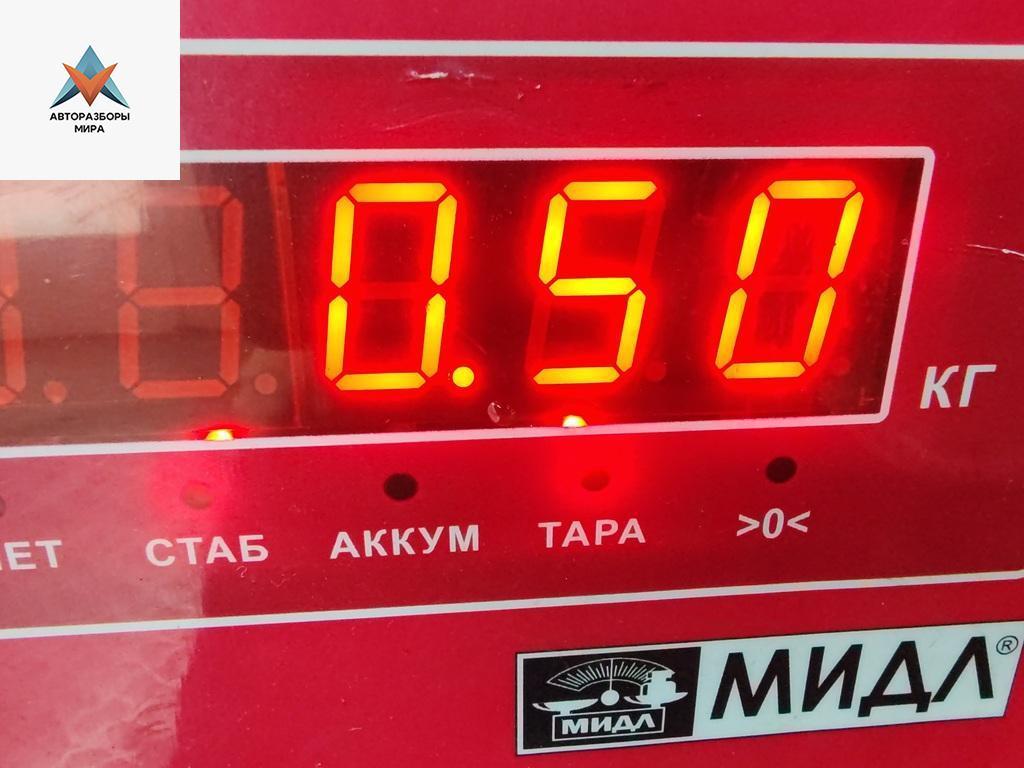 АВТОРАЗБОРЫ
МИРА
0.50
КГ
СТАБ АККУМ ТАРА >0<
МИДЛ МИДЛ®